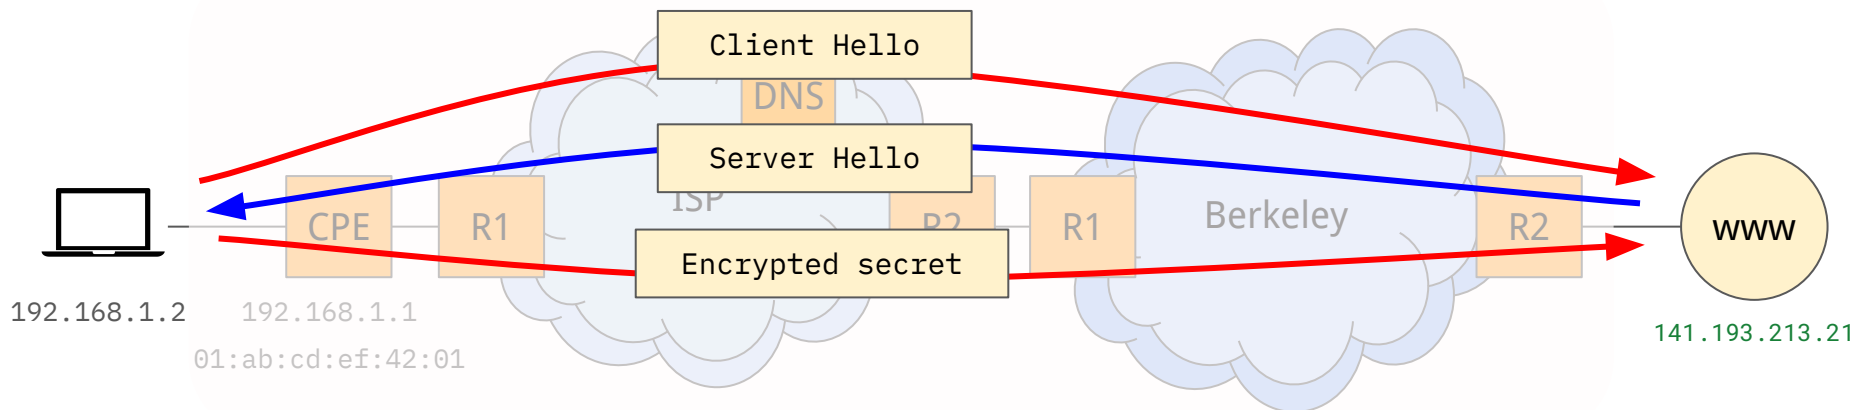 Client Hello
DNS
Server Hello
ISP
CPE
R1
R2
R1
Berkeley
R2
www
Encrypted secret
192.168.1.2
192.168.1.1
141.193.213.21
01:ab:cd:ef:42:01